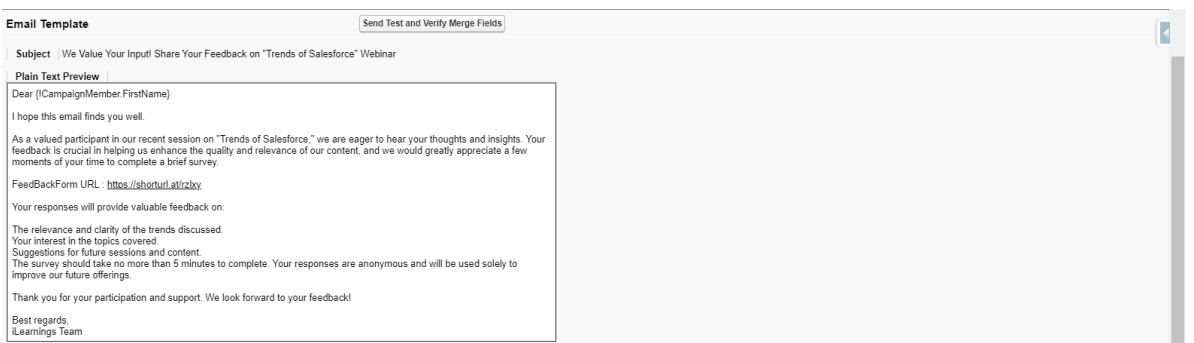 Email Template
Send Test and Verify Merge Fields
Subject
We Value Your Input! Share Your Feedback on "Trends of Salesforce" Webinar
Plain Text Preview
Dear {!CampaignMember.FirstName}
I hope this email finds you well.
As a valued participant in our recent session on "Trends of Salesforce," we are eager to hear your thoughts and insights. Your
feedback is crucial in helping us enhance the quality and relevance of our content, and we would greatly appreciate a few
moments of your time to complete a brief survey.
FeedBackForm URL : https://shorturl.at/rzlxy
Your responses will provide valuable feedback on:
The relevance and clarity of the trends discussed.
Your interest in the topics covered.
Suggestions for future sessions and content.
The survey should take no more than 5 minutes to complete. Your responses are anonymous and will be used solely to
improve our future offerings.
Thank you for your participation and support. We look forward to your feedback!
Best regards,
iLearnings Team